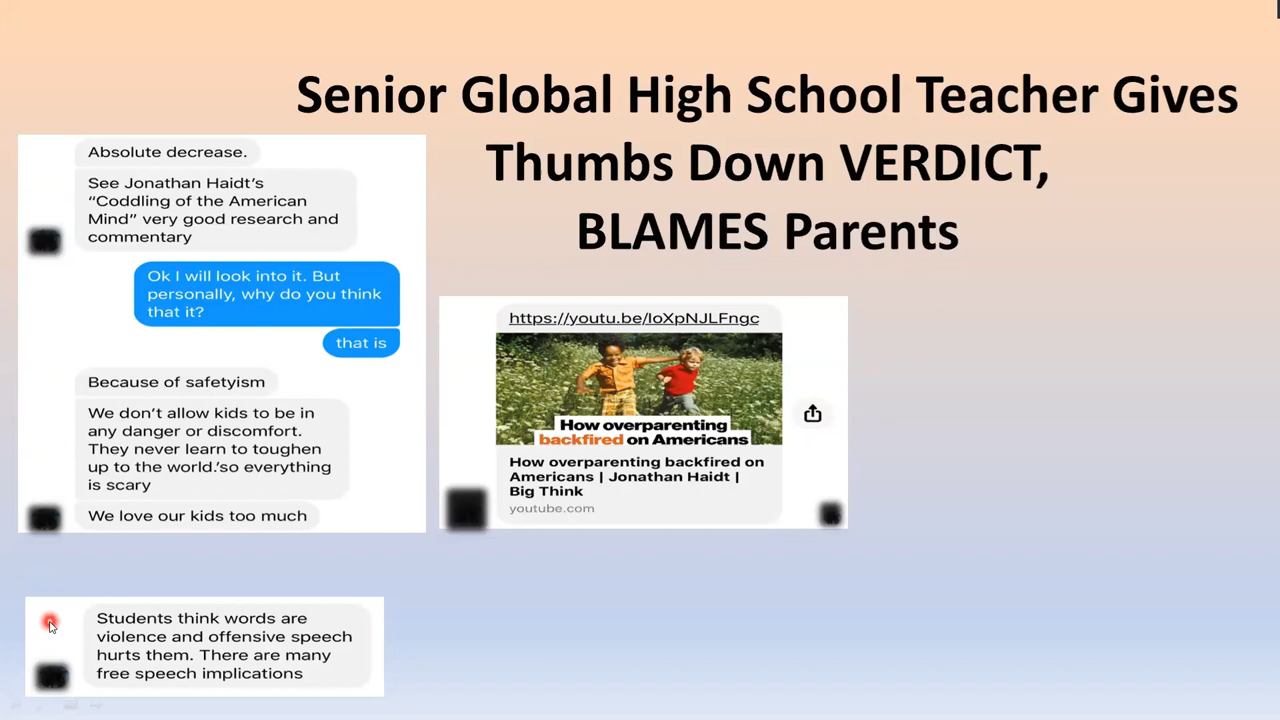 Senior Global High School Teacher Gives
Thumbs Down VERDICT,
BLAMES Parents
Absolute decrease.
See Jonathan Haidt's
“Coddling of the American
Mind” very good research and
commentary
Ok I will look into it. But
personally, why do you think
that it?
that is
Because of safetyism
We don’t allow kids to be in
any danger or discomfort.
They never learn to toughen
up to the world.’so everything
is scary
We love our kids too much
https://youtu.be/IoXpNJLFngc
How overparenting
backfired on Americans
How overparenting backfired on
Americans | Jonathan Haidt |
Big Think
youtube.com
Students think words are
violence and offensive speech
hurts them. There are many
free speech implications